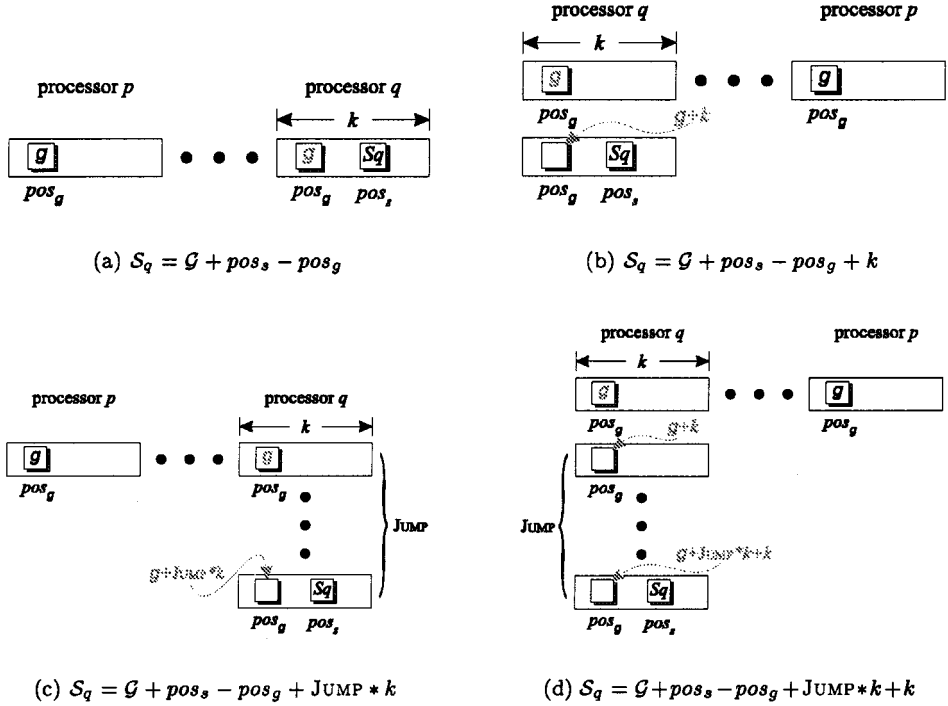 processor p
processor q
k
g
g
Sq
pos_g
pos_g
pos_s
(a) S_q = G + pos_s − pos_g
processor q
processor p
k
g
g
pos_g
pos_g
g+k
Sq
pos_g
pos_s
(b) S_q = G + pos_s − pos_g + k
processor p
processor q
k
g
g
pos_g
pos_g
JUMP
g+JUMP*k
Sq
pos_g
pos_s
(c) S_q = G + pos_s − pos_g + JUMP * k
processor q
processor p
k
g
g
pos_g
pos_g
g+k
pos_g
JUMP
g+JUMP*k+k
Sq
pos_g
pos_s
(d) S_q = G+pos_s−pos_g+JUMP*k+k